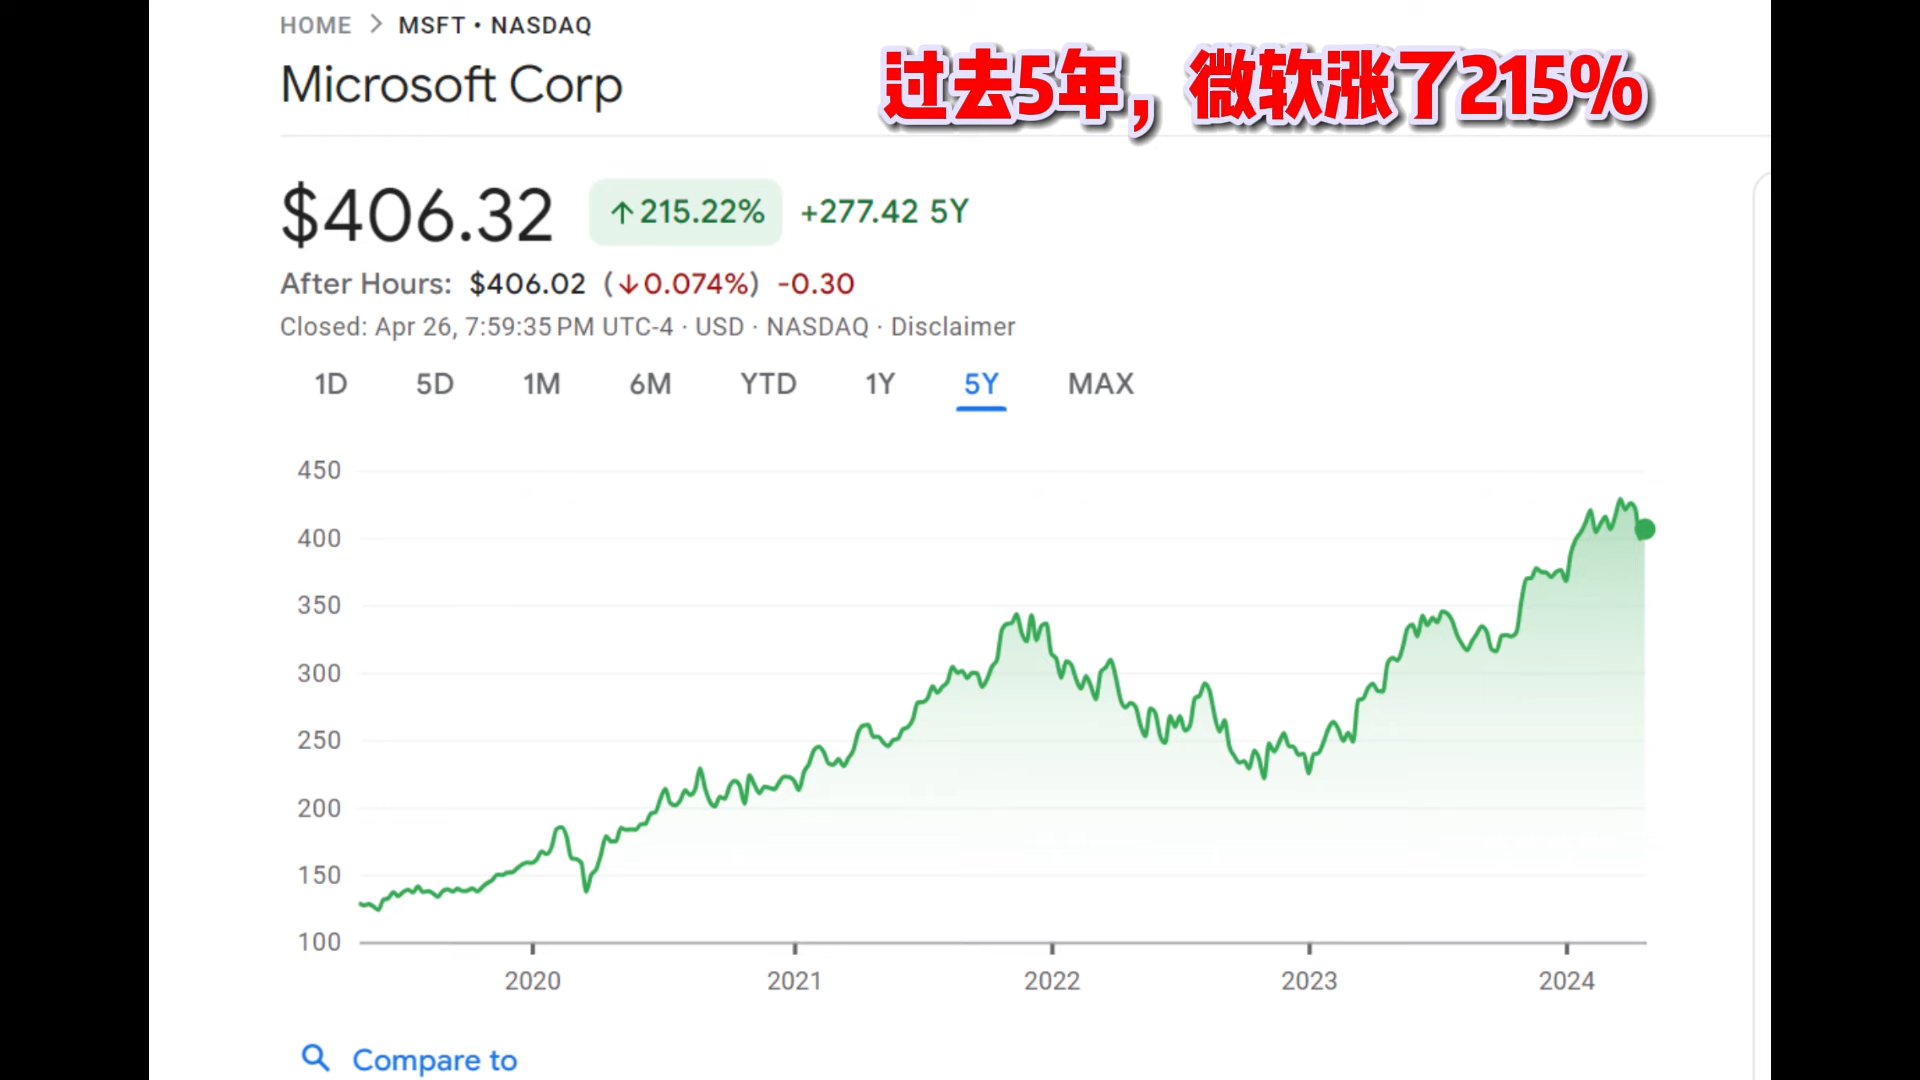 HOME > MSFT • NASDAQ
Microsoft Corp
过去5年，微软涨了215%
$406.32 ↑215.22% +277.42 5Y
After Hours: $406.02 (↓0.074%) -0.30
Closed: Apr 26, 7:59:35 PM UTC-4 · USD · NASDAQ · Disclaimer
1D 5D 1M 6M YTD 1Y 5Y MAX
450
400
350
300
250
200
150
100
2020 2021 2022 2023 2024
Compare to